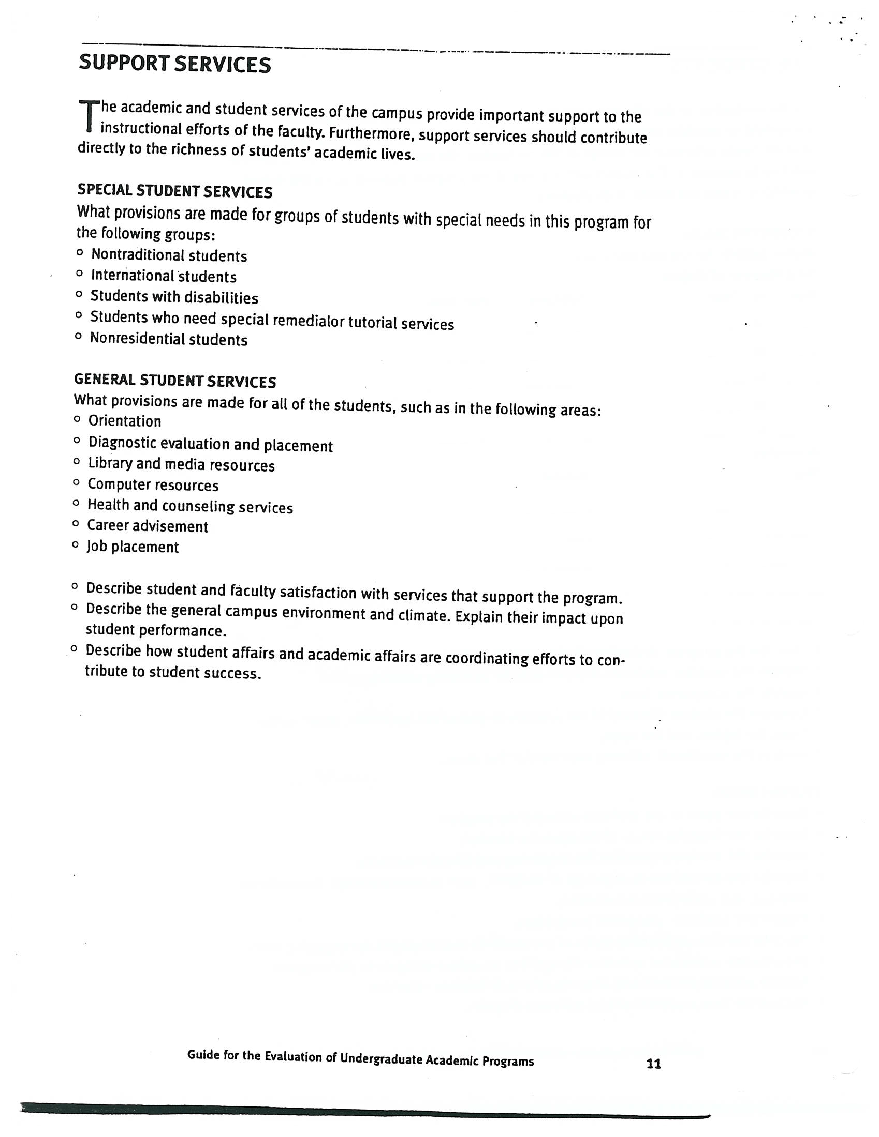 SUPPORT SERVICES
The academic and student services of the campus provide important support to the
instructional efforts of the faculty. Furthermore, support services should contribute
directly to the richness of students' academic lives.
SPECIAL STUDENT SERVICES
What provisions are made for groups of students with special needs in this program for
the following groups:
° Nontraditional students
° International students
° Students with disabilities
° Students who need special remedialor tutorial services
° Nonresidential students
GENERAL STUDENT SERVICES
What provisions are made for all of the students, such as in the following areas:
° Orientation
° Diagnostic evaluation and placement
° Library and media resources
° Computer resources
° Health and counseling services
° Career advisement
° Job placement
° Describe student and faculty satisfaction with services that support the program.
° Describe the general campus environment and climate. Explain their impact upon
student performance.
° Describe how student affairs and academic affairs are coordinating efforts to con-
tribute to student success.
Guide for the Evaluation of Undergraduate Academic Programs 11